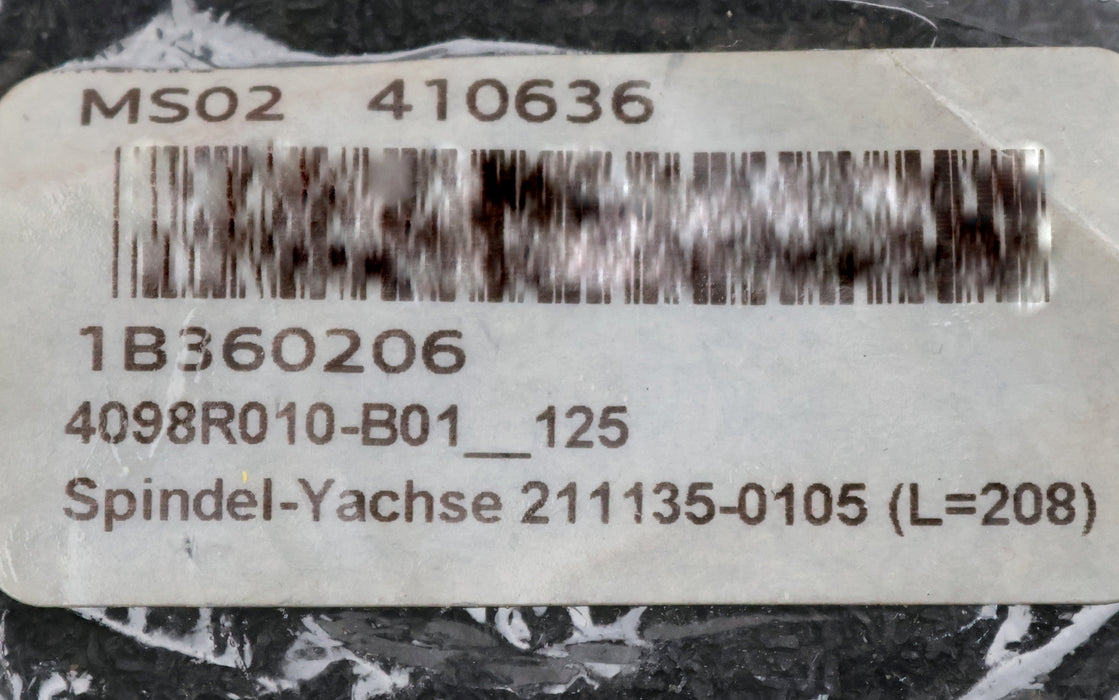 MS02 410636
1B360206
4098R010-B01__125
Spindel-Yachse 211135-0105 (L=208)